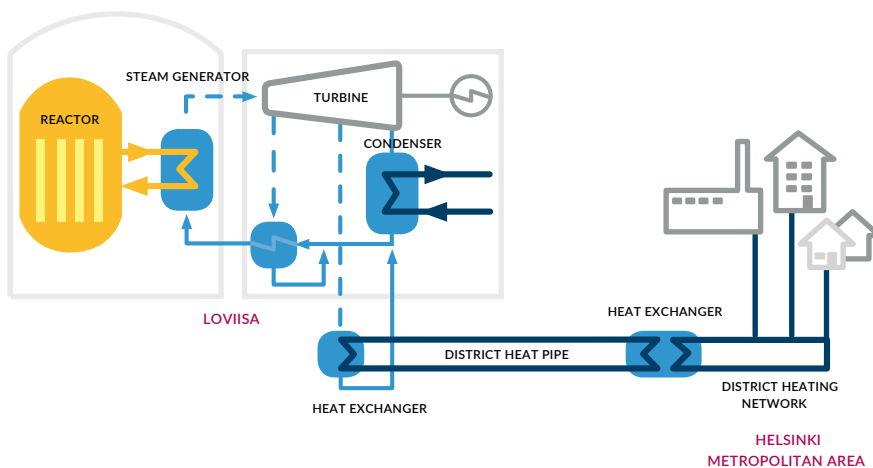 STEAM GENERATOR
TURBINE
REACTOR
CONDENSER
LOVIISA
HEAT EXCHANGER
DISTRICT HEAT PIPE
DISTRICT HEATING
NETWORK
HEAT EXCHANGER
HELSINKI
METROPOLITAN AREA